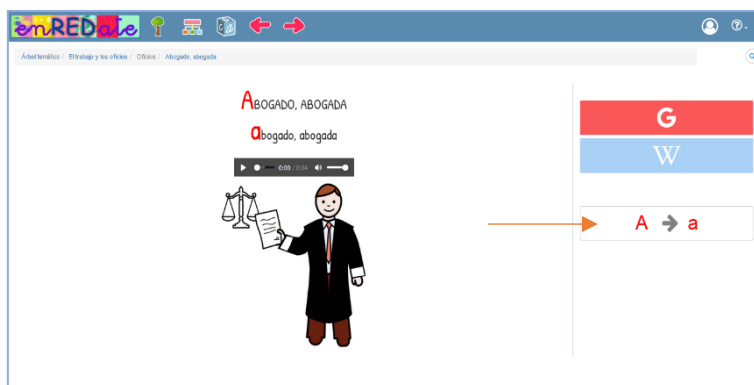 enREDate
Árbol temático / El trabajo y los oficios / Oficios / Abogado, abogada
ABOGADO, ABOGADA
abogado, abogada
0:00 / 0:04
G
W
A → a